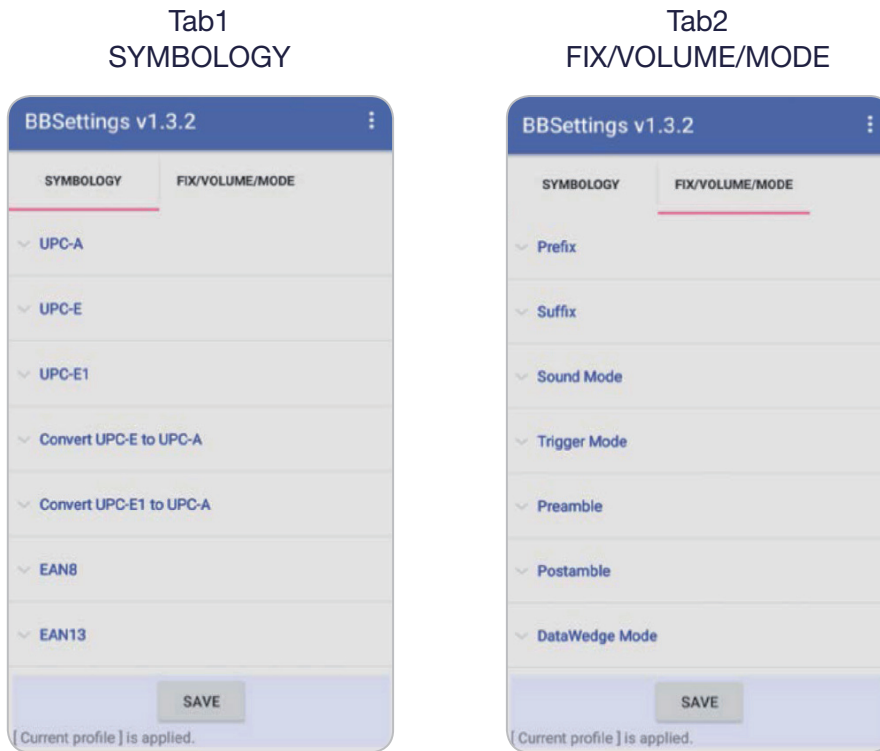 Tab1
SYMBOLOGY
BBSettings v1.3.2
SYMBOLOGY FIX/VOLUME/MODE
UPC-A
UPC-E
UPC-E1
Convert UPC-E to UPC-A
Convert UPC-E1 to UPC-A
EAN8
EAN13
SAVE
[ Current profile ] is applied.
Tab2
FIX/VOLUME/MODE
BBSettings v1.3.2
SYMBOLOGY FIX/VOLUME/MODE
Prefix
Suffix
Sound Mode
Trigger Mode
Preamble
Postamble
DataWedge Mode
SAVE
[ Current profile ] is applied.